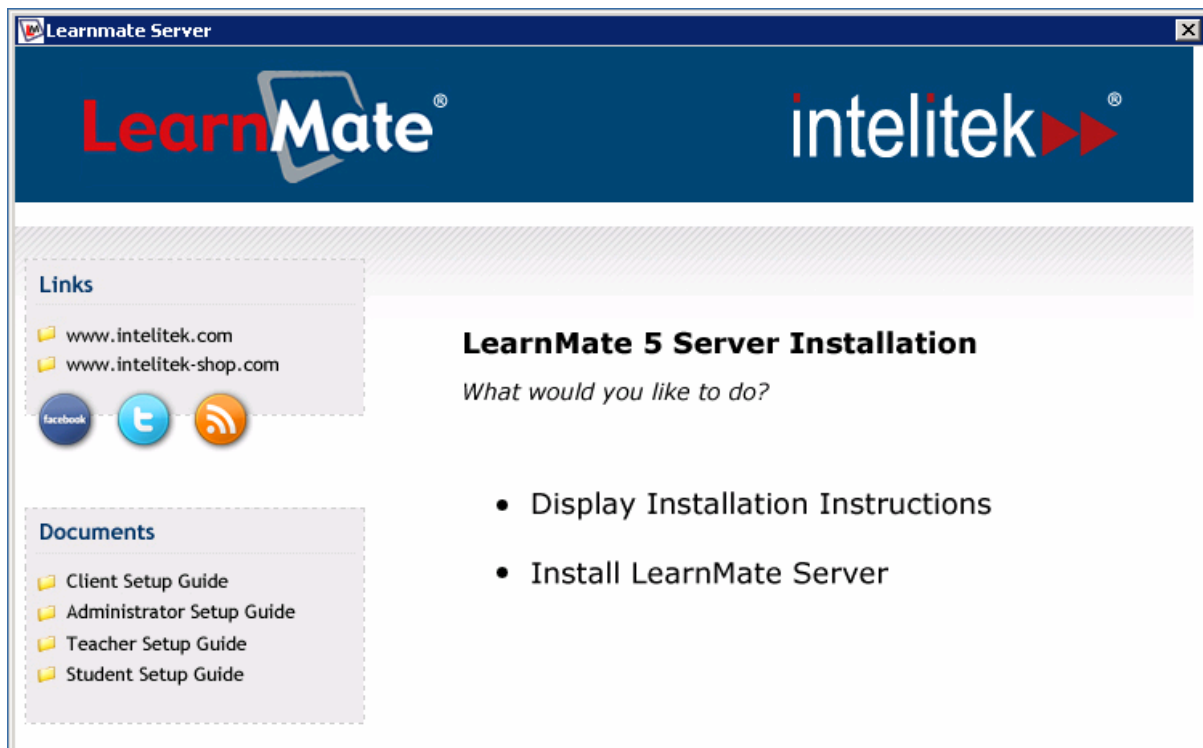 Learnmate Server
LearnMate®
intelitek®
Links
www.intelitek.com
www.intelitek-shop.com
facebook
t
LearnMate 5 Server Installation
What would you like to do?
• Display Installation Instructions
• Install LearnMate Server
Documents
Client Setup Guide
Administrator Setup Guide
Teacher Setup Guide
Student Setup Guide